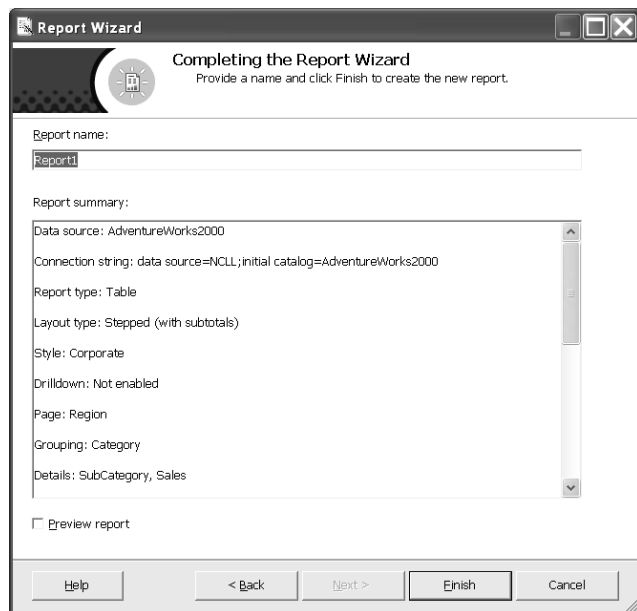 Report Wizard
Completing the Report Wizard
Provide a name and click Finish to create the new report.
Report name:
Report1
Report summary:
Data source: AdventureWorks2000
Connection string: data source=NCLL;initial catalog=AdventureWorks2000
Report type: Table
Layout type: Stepped (with subtotals)
Style: Corporate
Drilldown: Not enabled
Page: Region
Grouping: Category
Details: SubCategory, Sales
Preview report
Help
< Back
Next >
Finish
Cancel